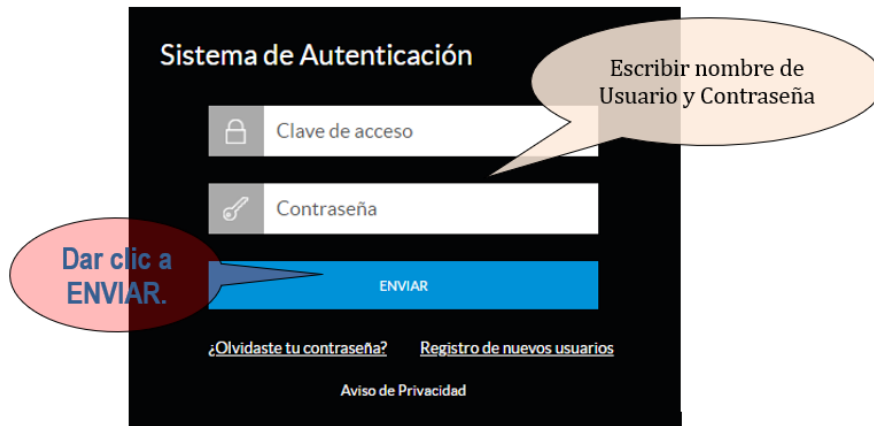 Sistema de Autenticación
Escribir nombre de
Usuario y Contraseña
Clave de acceso
Contraseña
Dar clic a
ENVIAR.
ENVIAR
¿Olvidaste tu contraseña? Registro de nuevos usuarios
Aviso de Privacidad